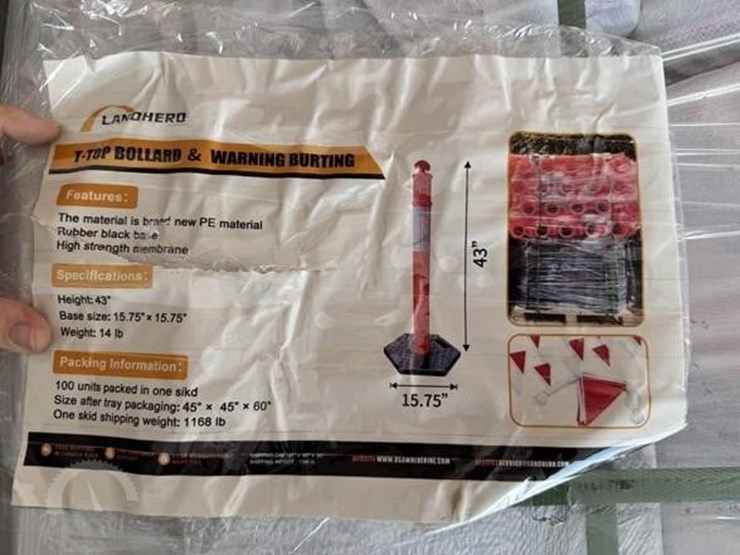 LANDHERO
T-TOP BOLLARD & WARNING BURTING
Features:
The material is brand new PE material
Rubber black base
High strength membrane
Specifications:
Height: 43"
Base size: 15.75"× 15.75"
Weight: 14 lb
Packing Information:
100 units packed in one sikd
Size after tray packaging: 45" × 45" × 60"
One skid shipping weight: 1168 lb
43"
15.75"